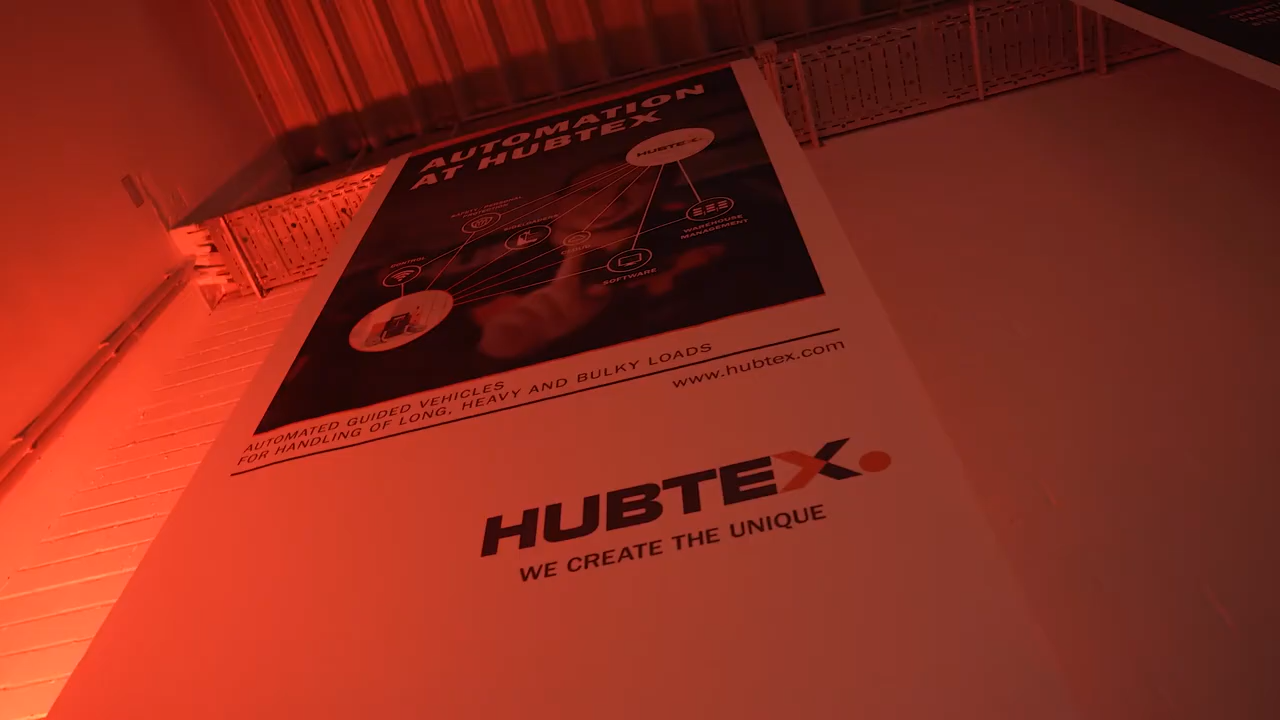 AUTOMATION
AT HUBTEX
HUBTEX
CONTROL
SOFTWARE
WAREHOUSE
MANAGEMENT
AUTOMATED GUIDED VEHICLES
FOR HANDLING OF LONG, HEAVY AND BULKY LOADS
www.hubtex.com
HUBTEX.
WE CREATE THE UNIQUE